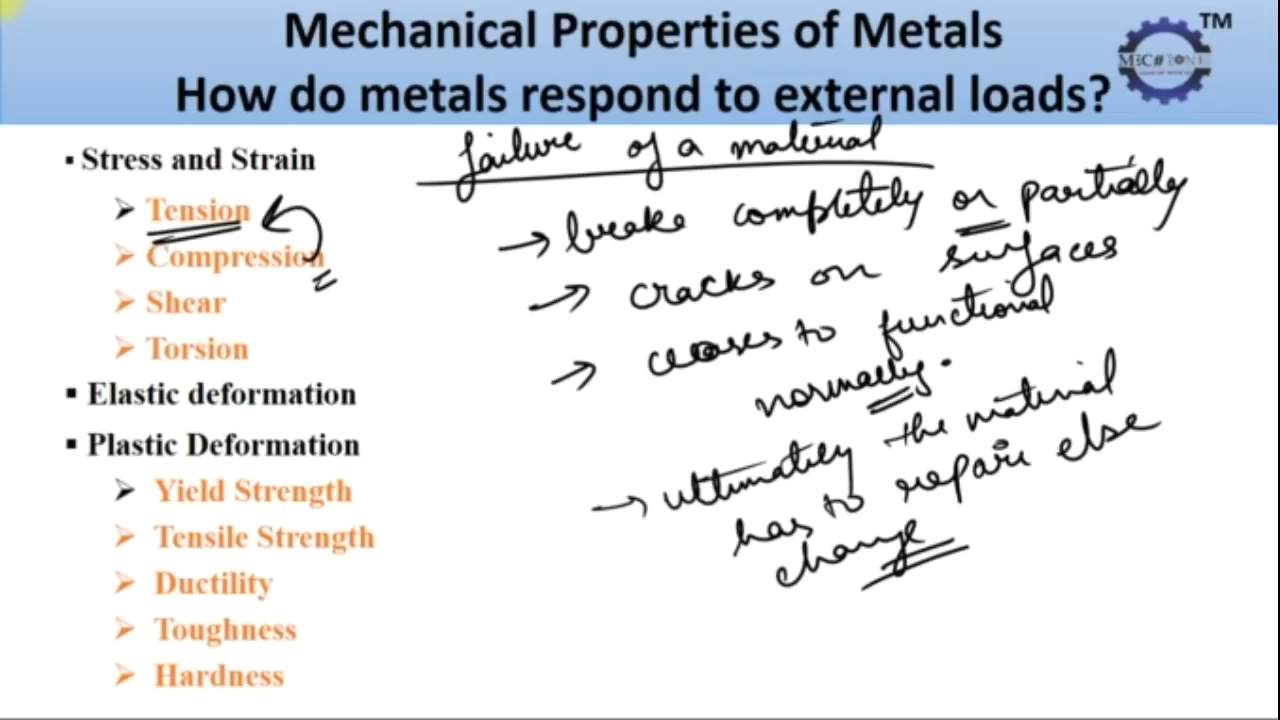 Mechanical Properties of Metals
How do metals respond to external loads?
TM
MEC#ZONE
▪ Stress and Strain
➢ Tension
➢ Compression
➢ Shear
➢ Torsion
▪ Elastic deformation
▪ Plastic Deformation
➢ Yield Strength
➢ Tensile Strength
➢ Ductility
➢ Toughness
➢ Hardness
failure of a material
→ breake completely or partially
→ cracks on surfaces
→ ceases to functional
normally.
→ ultimately the material
has to repair else
change